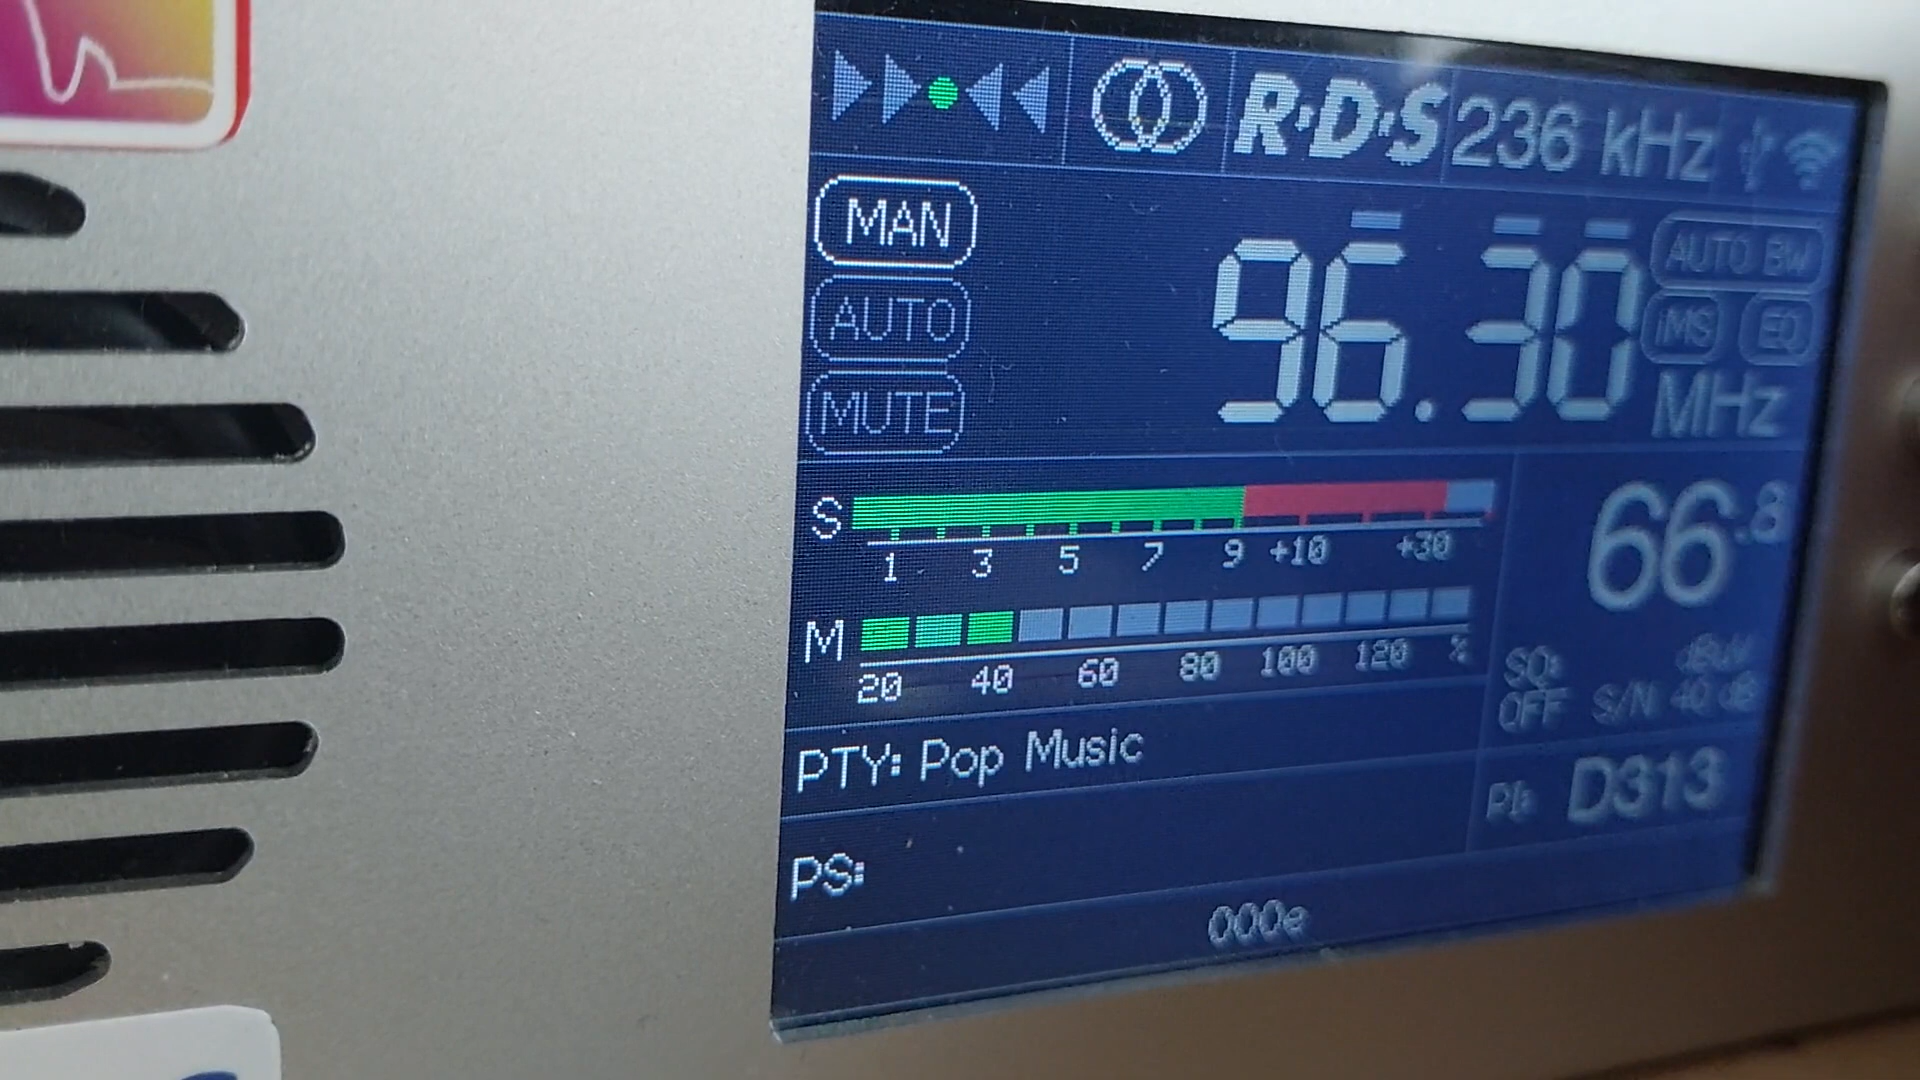 R·D·S 236 kHz
MAN
AUTO
MUTE
96.30 MHz
AUTO BW
iMS EQ
S
1 3 5 7 9 +10 +30
66.8
dBuV
M
20 40 60 80 100 120 %
SQ:
OFF
S/N: 40 dB
PTY: Pop Music
PI: D313
PS:
000e